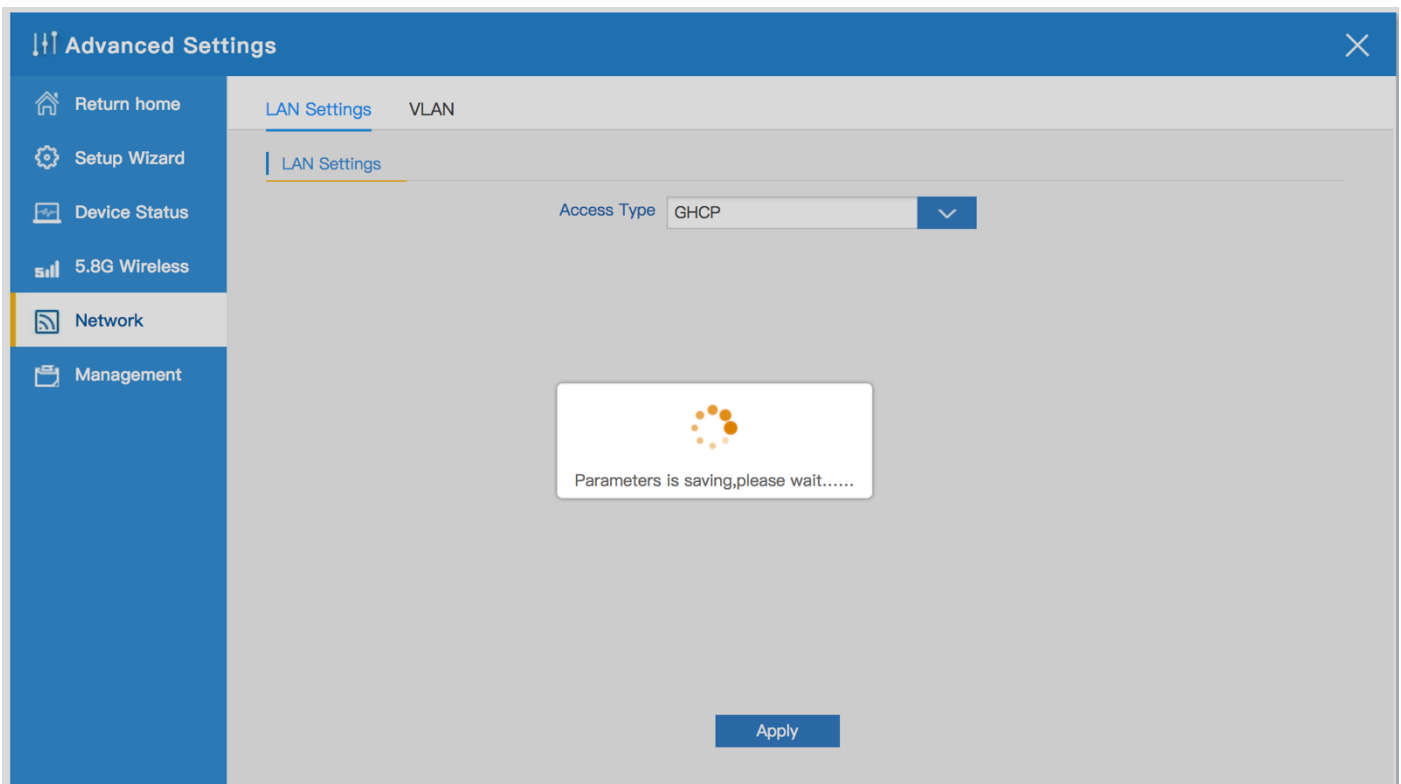 Advanced Settings
Return home
Setup Wizard
Device Status
5.8G Wireless
Network
Management
LAN Settings VLAN
LAN Settings
Access Type GHCP
Parameters is saving,please wait......
Apply